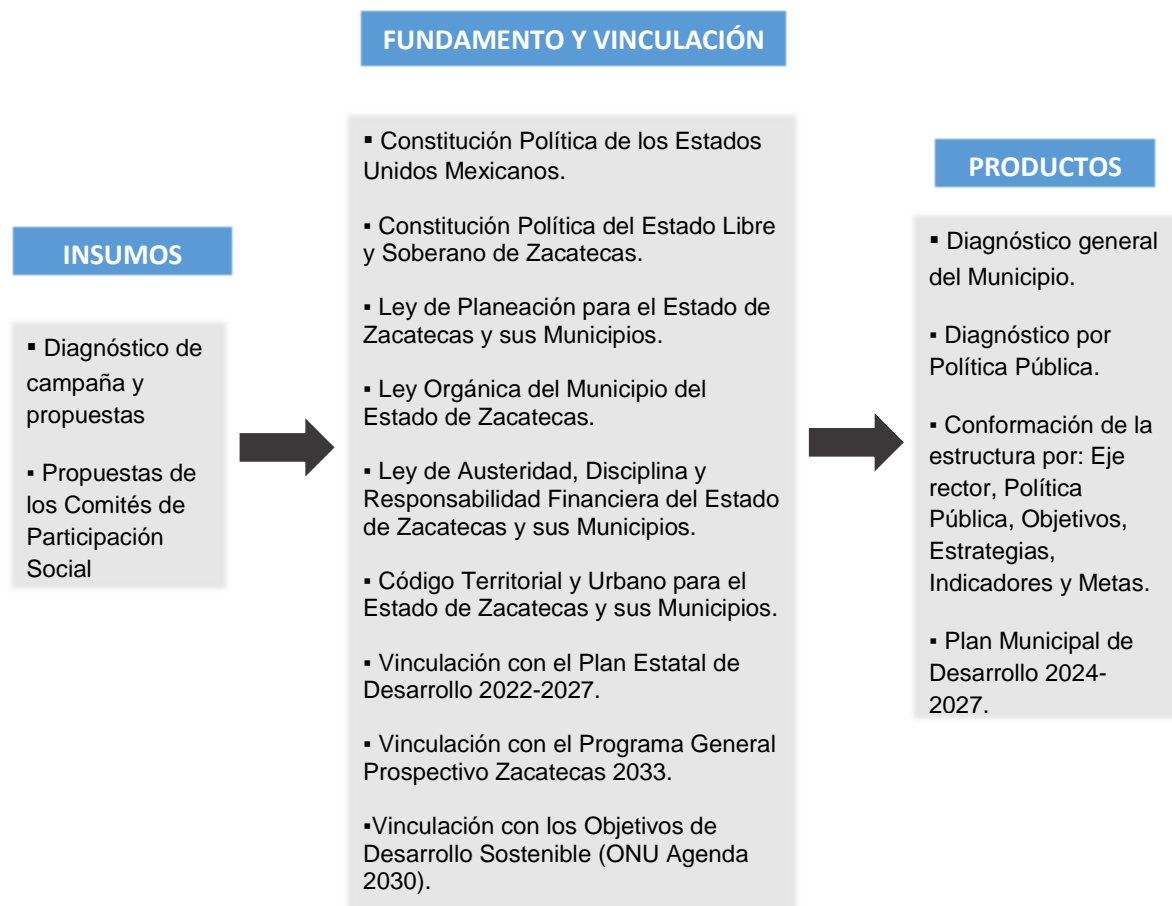 FUNDAMENTO Y VINCULACIÓN
INSUMOS
▪ Diagnóstico de
campaña y
propuestas
▪ Propuestas de
los Comités de
Participación
Social
▪ Constitución Política de los Estados
Unidos Mexicanos.
▪ Constitución Política del Estado Libre
y Soberano de Zacatecas.
▪ Ley de Planeación para el Estado de
Zacatecas y sus Municipios.
▪ Ley Orgánica del Municipio del
Estado de Zacatecas.
▪ Ley de Austeridad, Disciplina y
Responsabilidad Financiera del Estado
de Zacatecas y sus Municipios.
▪ Código Territorial y Urbano para el
Estado de Zacatecas y sus Municipios.
▪ Vinculación con el Plan Estatal de
Desarrollo 2022-2027.
▪ Vinculación con el Programa General
Prospectivo Zacatecas 2033.
▪Vinculación con los Objetivos de
Desarrollo Sostenible (ONU Agenda
2030).
PRODUCTOS
▪ Diagnóstico general
del Municipio.
▪ Diagnóstico por
Política Pública.
▪ Conformación de la
estructura por: Eje
rector, Política
Pública, Objetivos,
Estrategias,
Indicadores y Metas.
▪ Plan Municipal de
Desarrollo 2024-
2027.